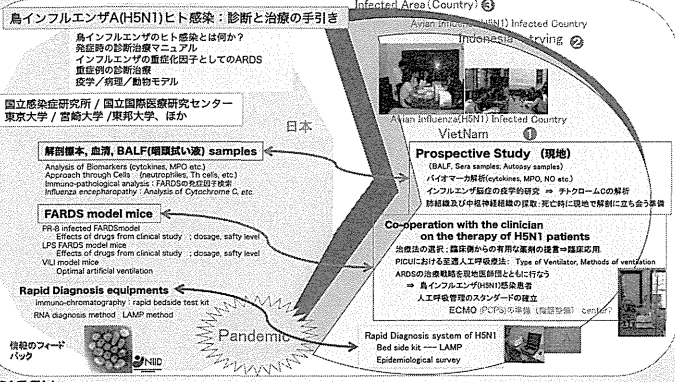 鳥インフルエンザA(H5N1)ヒト感染：診断と治療の手引き
鳥インフルエンザのヒト感染とは何か？
発症時の診断治療マニュアル
インフルエンザの重症化因子としてのARDS
重症例の診断治療
疫学／病理／動物モデル
国立感染症研究所 / 国立国際医療研究センター
東京大学 / 宮崎大学 /東邦大学、ほか
日本
解剖標本, 血清, BALF(咽頭拭い液) samples
Analysis of Biomarkers (cytokines, MPO etc.)
Approach through Cells (neutrophiles, Th cells, etc.)
Immuno-pathological analysis : FARDSの発症因子検索
Influenza encepharopathy : Analysis of Cytochrome C, etc.
FARDS model mice
PR-8 infected FARDSmodel
Effects of drugs from clinical study ; dosage, safty level
LPS FARDS model mice
Effects of drugs from clinical study ; dosage, safty level
VILI model mice
Optimal artificial ventilation
Rapid Diagnosis equipments
immuno-chromatography : rapid bedside test kit
RNA diagnosis method LAMP method
情報のフィードバック
NIID
Pandemic
Infected Area (Country) ③
Avian Influenza(H5N1) Infected Country
Indonesia
②
Avian Influenza(H5N1) Infected Country
VietNam
①
Prospective Study (現地)
(BALF, Sera samples, Autopsy samples)
バイオマーカ解析(cytokines, MPO, NO etc.)
インフルエンザ脳症の疫学的研究 ⇒ チトクロームCの解析
肺組織及び中枢神経組織の採取：死亡時に現地で解剖に立ち会う準備
Co-operation with the clinician
on the therapy of H5N1 patients
治療法の選択：臨床側からの有用な薬剤の提言⇒臨床応用
PICUにおける至適人工呼吸療法： Type of Ventilator, Methods of ventilation
ARDSの治療戦略を現地医師団とともに行なう
⇒ 鳥インフルエンザ(H5N1)感染患者
人工呼吸管理のスタンダードの確立
ECMO (PCPS)の準備 center?
Rapid Diagnosis system of H5N1
Bed side kit --- LAMP
Epidemiological survey